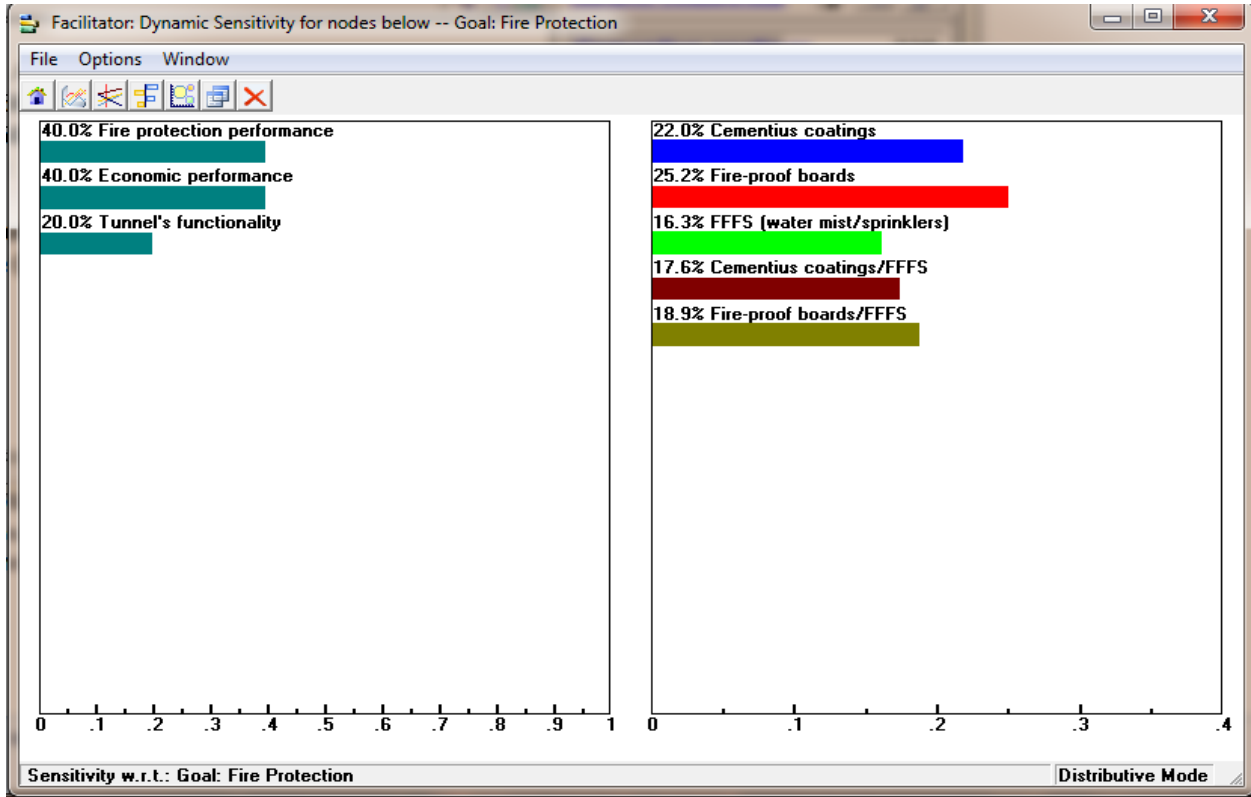 Facilitator: Dynamic Sensitivity for nodes below -- Goal: Fire Protection
File Options Window
40.0% Fire protection performance
40.0% Economic performance
20.0% Tunnel's functionality
0 .1 .2 .3 .4 .5 .6 .7 .8 .9 1
22.0% Cementius coatings
25.2% Fire-proof boards
16.3% FFFS (water mist/sprinklers)
17.6% Cementius coatings/FFFS
18.9% Fire-proof boards/FFFS
0 .1 .2 .3 .4
Sensitivity w.r.t.: Goal: Fire Protection
Distributive Mode